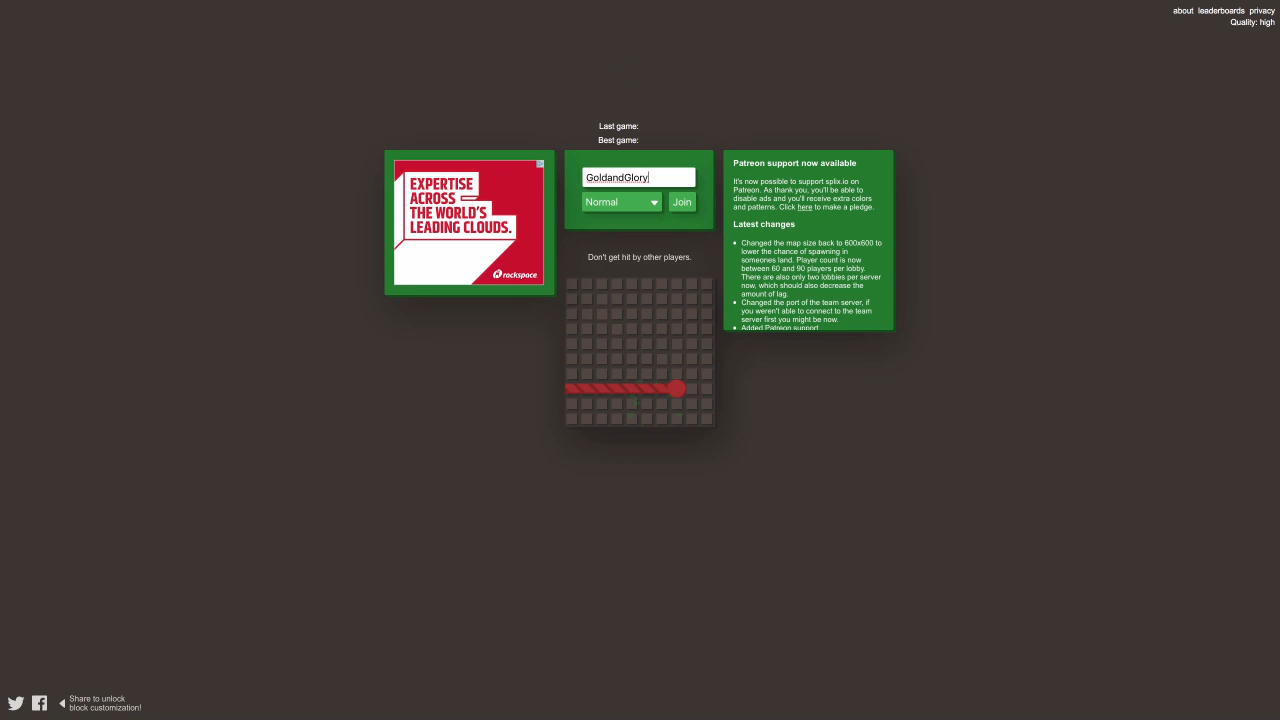 about leaderboards privacy
Quality: high
Last game:
Best game:
EXPERTISE
ACROSS
THE WORLD'S
LEADING CLOUDS.
rackspace
GoldandGlory
Normal
Join
Don't get hit by other players.
Patreon support now available
It's now possible to support splix.io on
Patreon. As thank you, you'll be able to
disable ads and you'll receive extra colors
and patterns. Click here to make a pledge.
Latest changes
Changed the map size back to 600x600 to
lower the chance of spawning in
someones land. Player count is now
between 60 and 90 players per lobby.
There are also only two lobbies per server
now, which should also decrease the
amount of lag.
Changed the port of the team server, if
you weren't able to connect to the team
server first you might be now.
Added Patreon support
Share to unlock
block customization!